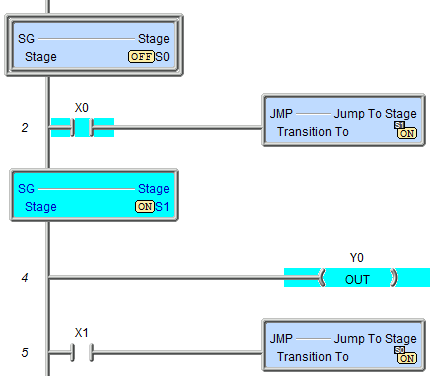 SG Stage
Stage OFF S0
X0
2
JMP Jump To Stage
S1
Transition To ON
SG Stage
Stage ON S1
Y0
4
OUT
X1
5
JMP Jump To Stage
S0
Transition To ON